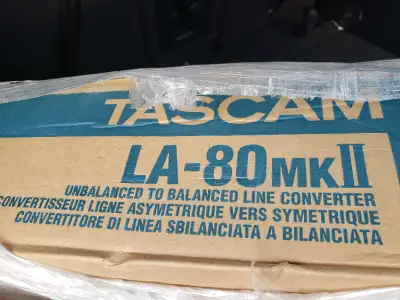 TASCAM
LA-80MKII
UNBALANCED TO BALANCED LINE CONVERTER
CONVERTISSEUR LIGNE ASYMETRIQUE VERS SYMETRIQUE
CONVERTITORE DI LINEA SBILANCIATA A BILANCIATA